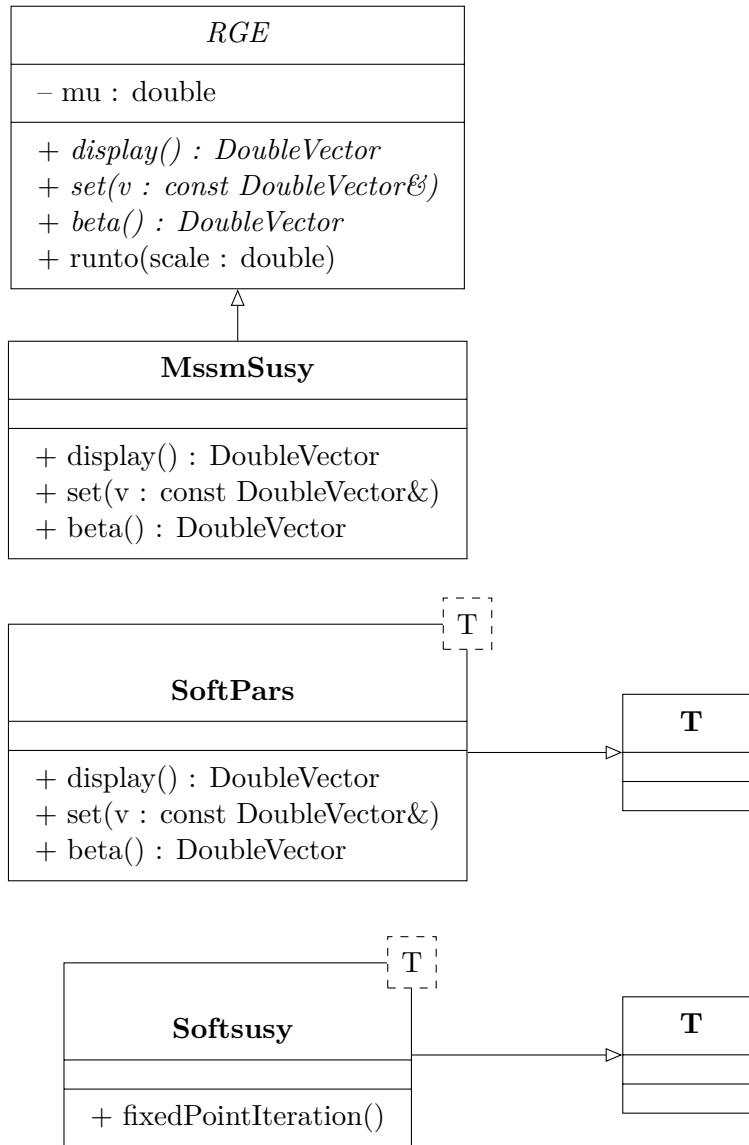 RGE
– mu : double
+ display() : DoubleVector
+ set(v : const DoubleVector&)
+ beta() : DoubleVector
+ runto(scale : double)
MssmSusy
+ display() : DoubleVector
+ set(v : const DoubleVector&)
+ beta() : DoubleVector
T
SoftPars
T
+ display() : DoubleVector
+ set(v : const DoubleVector&)
+ beta() : DoubleVector
T
Softsusy
T
+ fixedPointIteration()